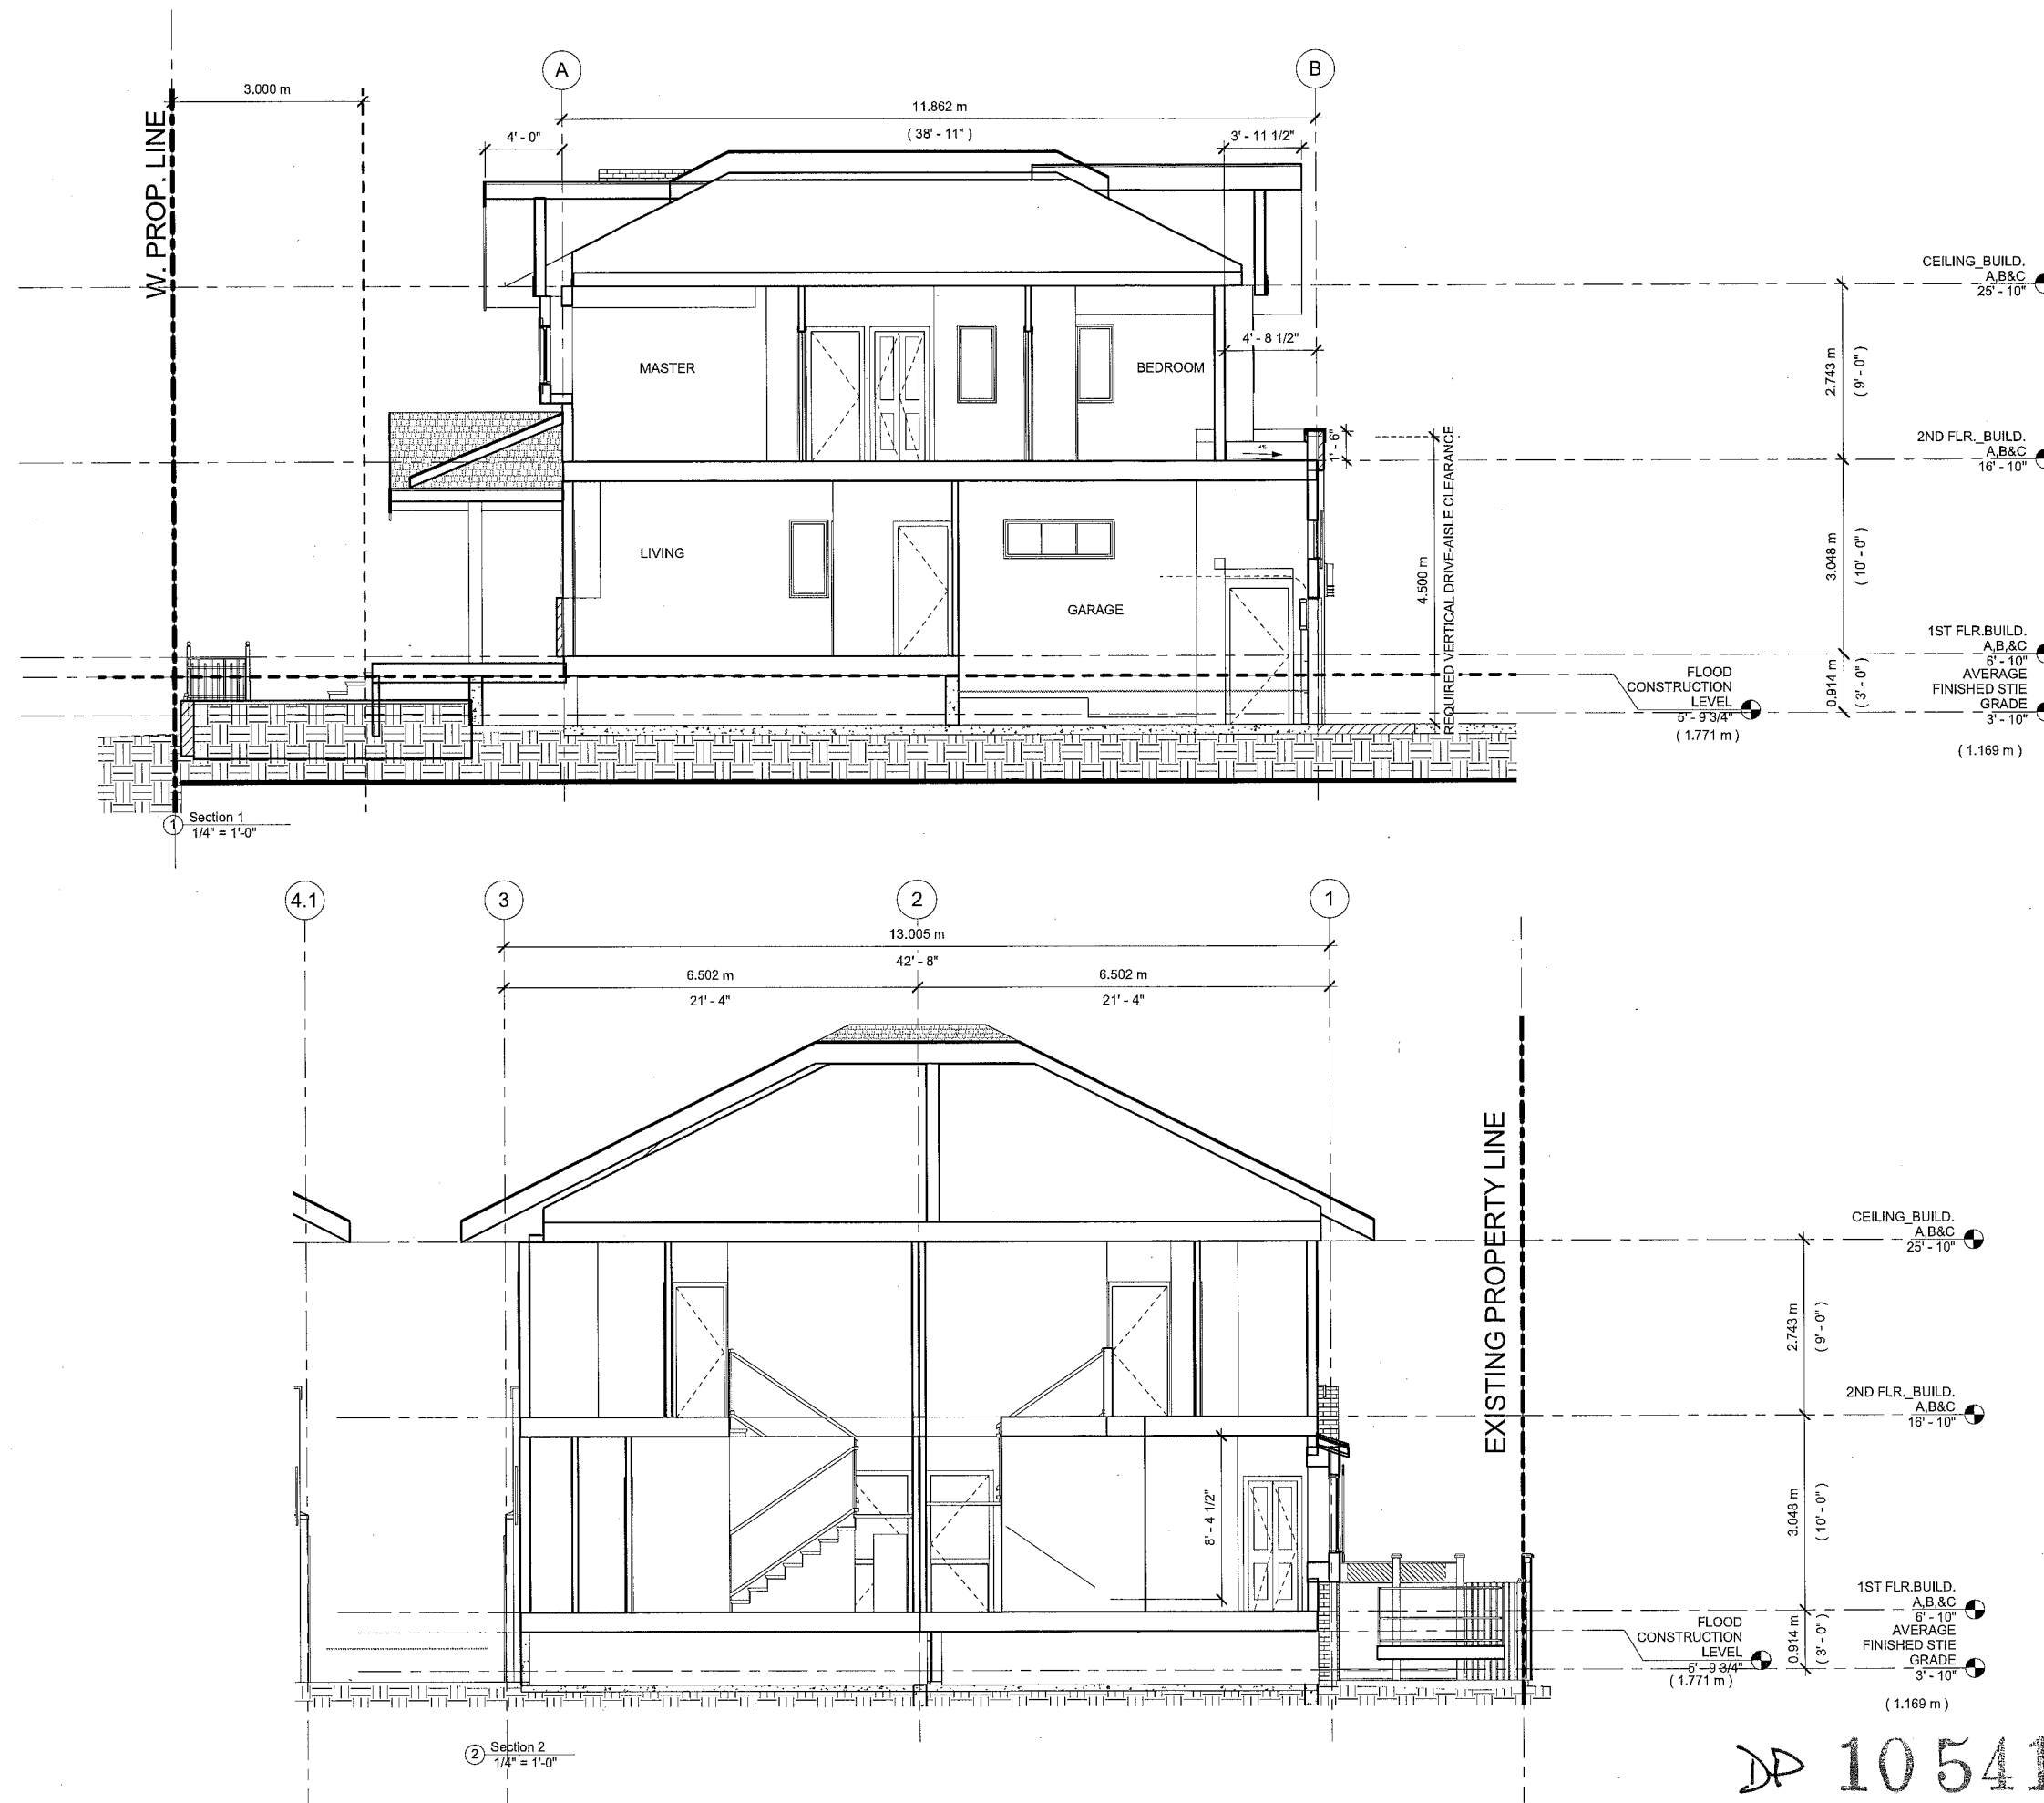 A
B
3.000 m
11.862 m
( 38' - 11" )
4' - 0"
3' - 11 1/2"
W. PROP. LINE
CEILING_BUILD.
A,B&C
25' - 10"
4' - 8 1/2"
MASTER
BEDROOM
2.743 m
( 9' - 0" )
2ND FLR._BUILD.
A,B&C
16' - 10"
1' - 6"
REQUIRED VERTICAL DRIVE-AISLE CLEARANCE
4.500 m
LIVING
GARAGE
3.048 m
( 10' - 0" )
1ST FLR.BUILD.
A,B,&C
6' - 10"
AVERAGE
FINISHED STIE
GRADE
3' - 10"
( 1.169 m )
0.914 m
( 3' - 0" )
FLOOD
CONSTRUCTION
LEVEL
5' - 9 3/4"
( 1.771 m )
1
Section 1
1/4" = 1'-0"
4.1
3
2
1
13.005 m
42' - 8"
6.502 m
6.502 m
21' - 4"
21' - 4"
EXISTING PROPERTY LINE
CEILING_BUILD.
A,B&C
25' - 10"
2.743 m
( 9' - 0" )
2ND FLR._BUILD.
A,B&C
16' - 10"
8' - 4 1/2"
3.048 m
( 10' - 0" )
1ST FLR.BUILD.
A,B,&C
6' - 10"
AVERAGE
FINISHED STIE
GRADE
3' - 10"
( 1.169 m )
0.914 m
( 3' - 0" )
FLOOD
CONSTRUCTION
LEVEL
5' - 9 3/4"
( 1.771 m )
2
Section 2
1/4" = 1'-0"
DP 10 541